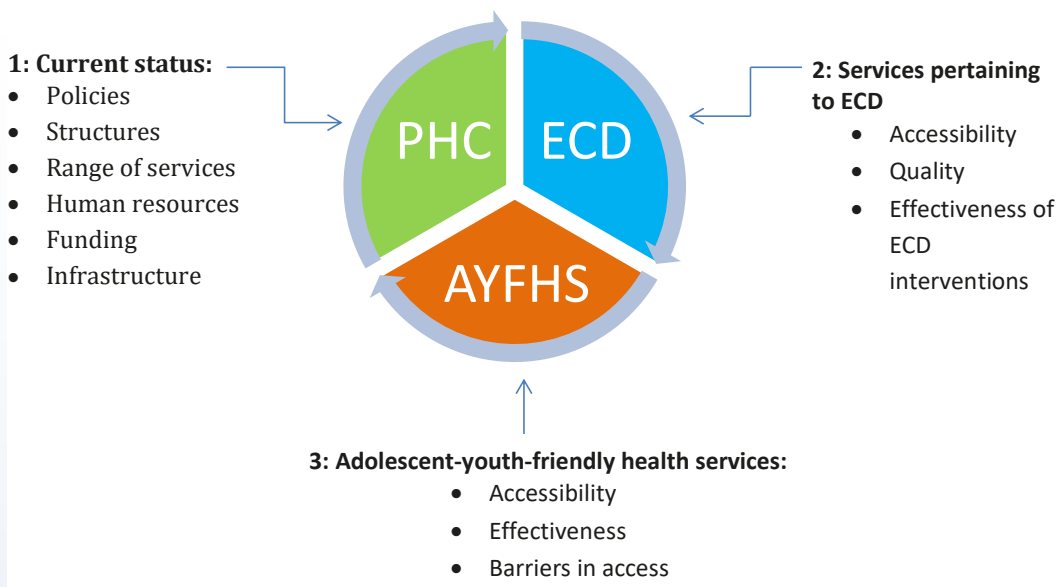 1: Current status:
• Policies
• Structures
• Range of services
• Human resources
• Funding
• Infrastructure
PHC
ECD
AYFHS
2: Services pertaining
to ECD
• Accessibility
• Quality
• Effectiveness of
ECD
interventions
3: Adolescent-youth-friendly health services:
• Accessibility
• Effectiveness
• Barriers in access